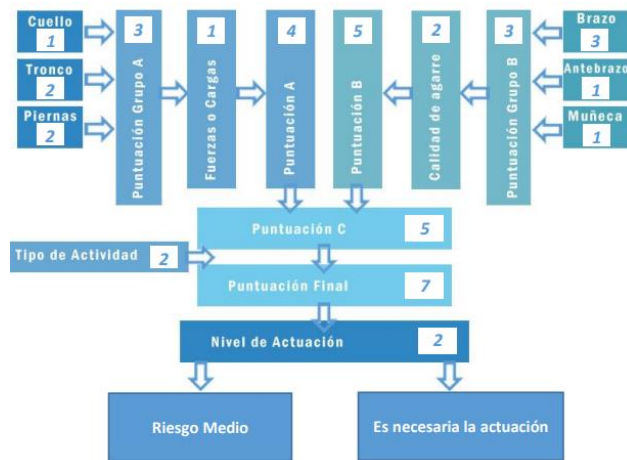 Cuello
1
Tronco
2
Piernas
2
3
Puntuación Grupo A
1
Fuerzas o Cargas
4
Puntuación A
5
Puntuación B
2
Calidad de agarre
3
Puntuación Grupo B
Brazo
3
Antebrazo
1
Muñeca
1
Puntuación C
5
Tipo de Actividad
2
Puntuación Final
7
Nivel de Actuación
2
Riesgo Medio
Es necesaria la actuación